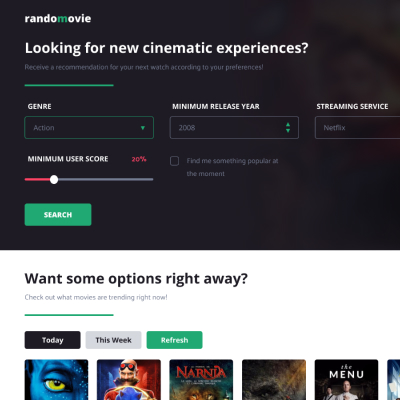 randomovie
Looking for new cinematic experiences?
Receive a recommendation for your next watch according to your preferences!
GENRE
MINIMUM RELEASE YEAR
STREAMING SERVICE
Action
2008
Netflix
MINIMUM USER SCORE
20%
Find me something popular at
the moment
SEARCH
Want some options right away?
Check out what movies are trending right now!
Today
This Week
Refresh
NARNIA
the
MENU